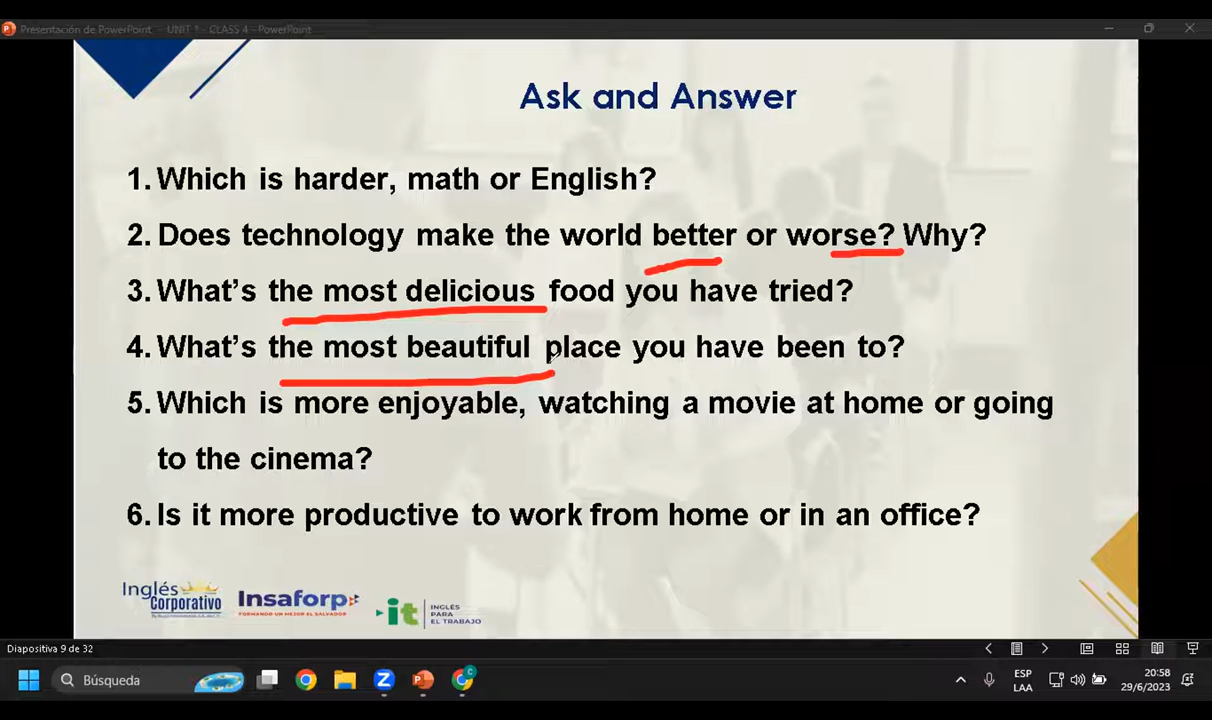 Presentación de PowerPoint - UNIT 1 - CLASS 4 - PowerPoint
Ask and Answer
1. Which is harder, math or English?
2. Does technology make the world better or worse? Why?
3. What's the most delicious food you have tried?
4. What's the most beautiful place you have been to?
5. Which is more enjoyable, watching a movie at home or going
to the cinema?
6. Is it more productive to work from home or in an office?
Inglés
Corporativo
Insaforp
FORMANDO UN MEJOR EL SALVADOR
it
INGLÉS
PARA
EL TRABAJO
Diapositiva 9 de 32
Búsqueda
ESP
LAA
20:58
29/6/2023